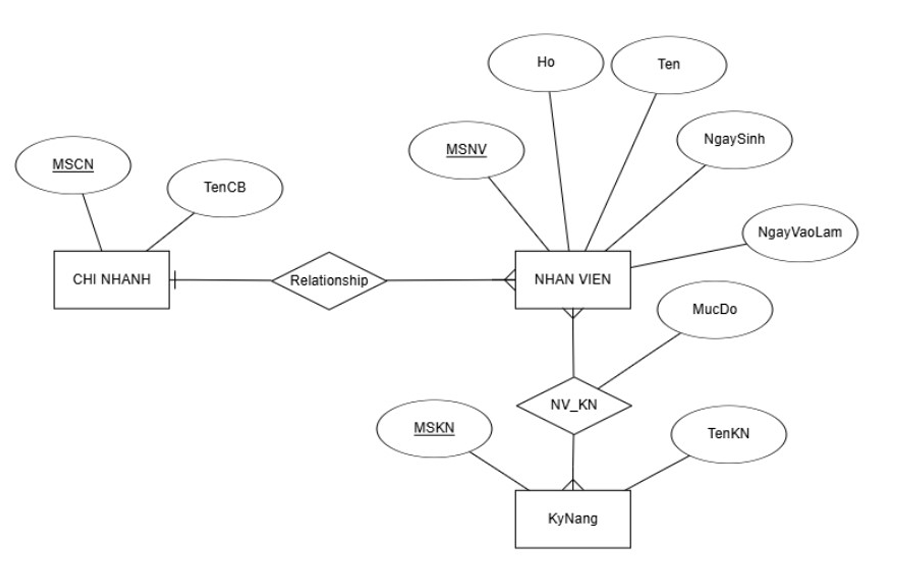 Ho
Ten
NgaySinh
MSNV
MSCN
TenCB
NgayVaoLam
CHI NHANH
Relationship
NHAN VIEN
MucDo
NV_KN
MSKN
TenKN
KyNang